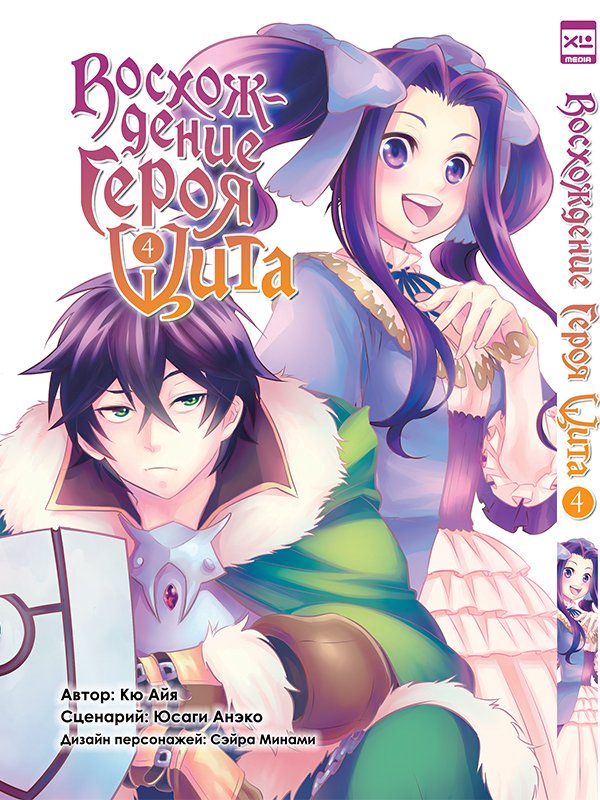 Восхож-
дение
Героя
Щита
4
Автор: Кю Айя
Сценарий: Юсаги Анэко
Дизайн персонажей: Сэйра Минами
XL
MEDIA
Восхождение Героя Щита
4